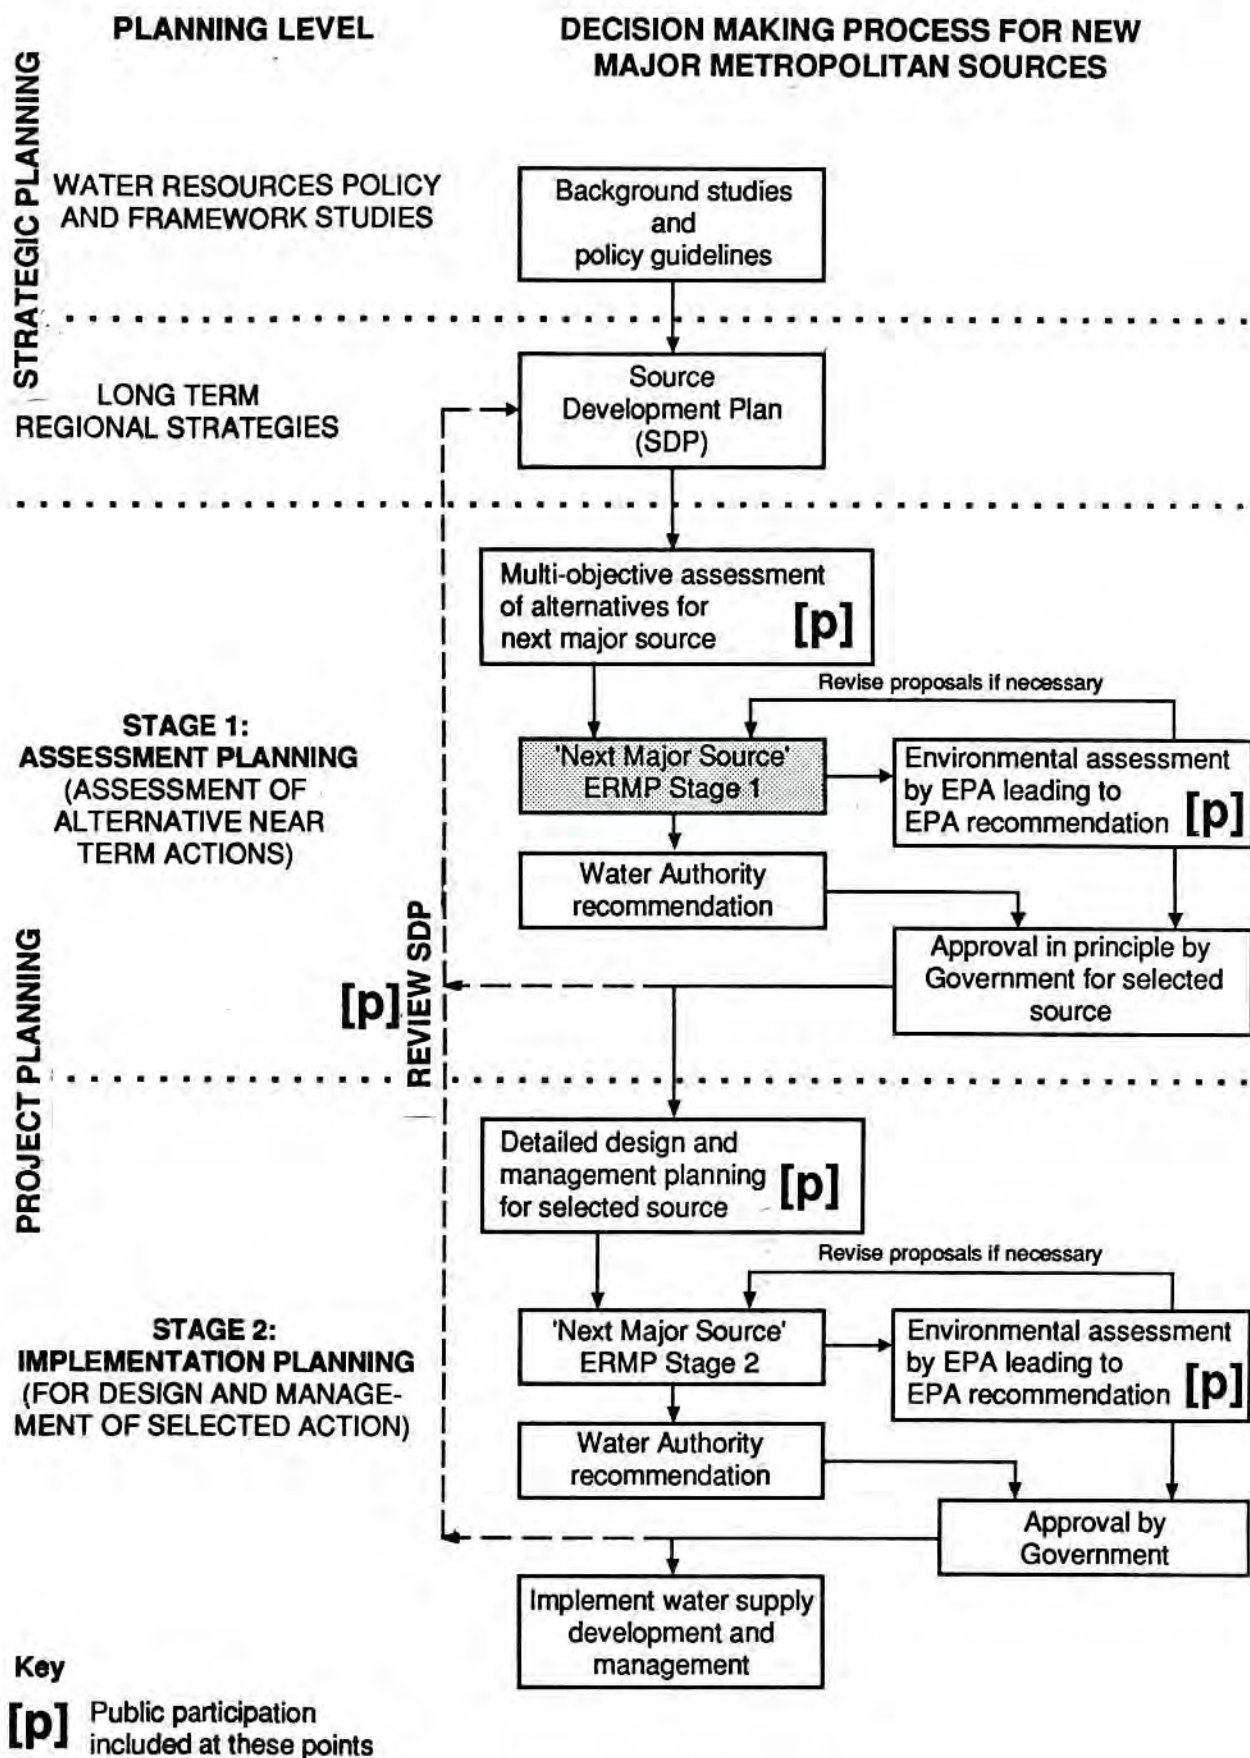 PLANNING LEVEL
DECISION MAKING PROCESS FOR NEW
MAJOR METROPOLITAN SOURCES
STRATEGIC PLANNING
WATER RESOURCES POLICY
AND FRAMEWORK STUDIES
Background studies
and
policy guidelines
LONG TERM
REGIONAL STRATEGIES
Source
Development Plan
(SDP)
Multi-objective assessment
of alternatives for
next major source
[p]
Revise proposals if necessary
STAGE 1:
ASSESSMENT PLANNING
(ASSESSMENT OF
ALTERNATIVE NEAR
TERM ACTIONS)
'Next Major Source'
ERMP Stage 1
Environmental assessment
by EPA leading to
EPA recommendation
[p]
Water Authority
recommendation
Approval in principle by
Government for selected
source
[p]
REVIEW SDP
PROJECT PLANNING
Detailed design and
management planning
for selected source
[p]
Revise proposals if necessary
STAGE 2:
IMPLEMENTATION PLANNING
(FOR DESIGN AND MANAGE-
MENT OF SELECTED ACTION)
'Next Major Source'
ERMP Stage 2
Environmental assessment
by EPA leading to
EPA recommendation
[p]
Water Authority
recommendation
Approval by
Government
Implement water supply
development and
management
Key
[p]
Public participation
included at these points